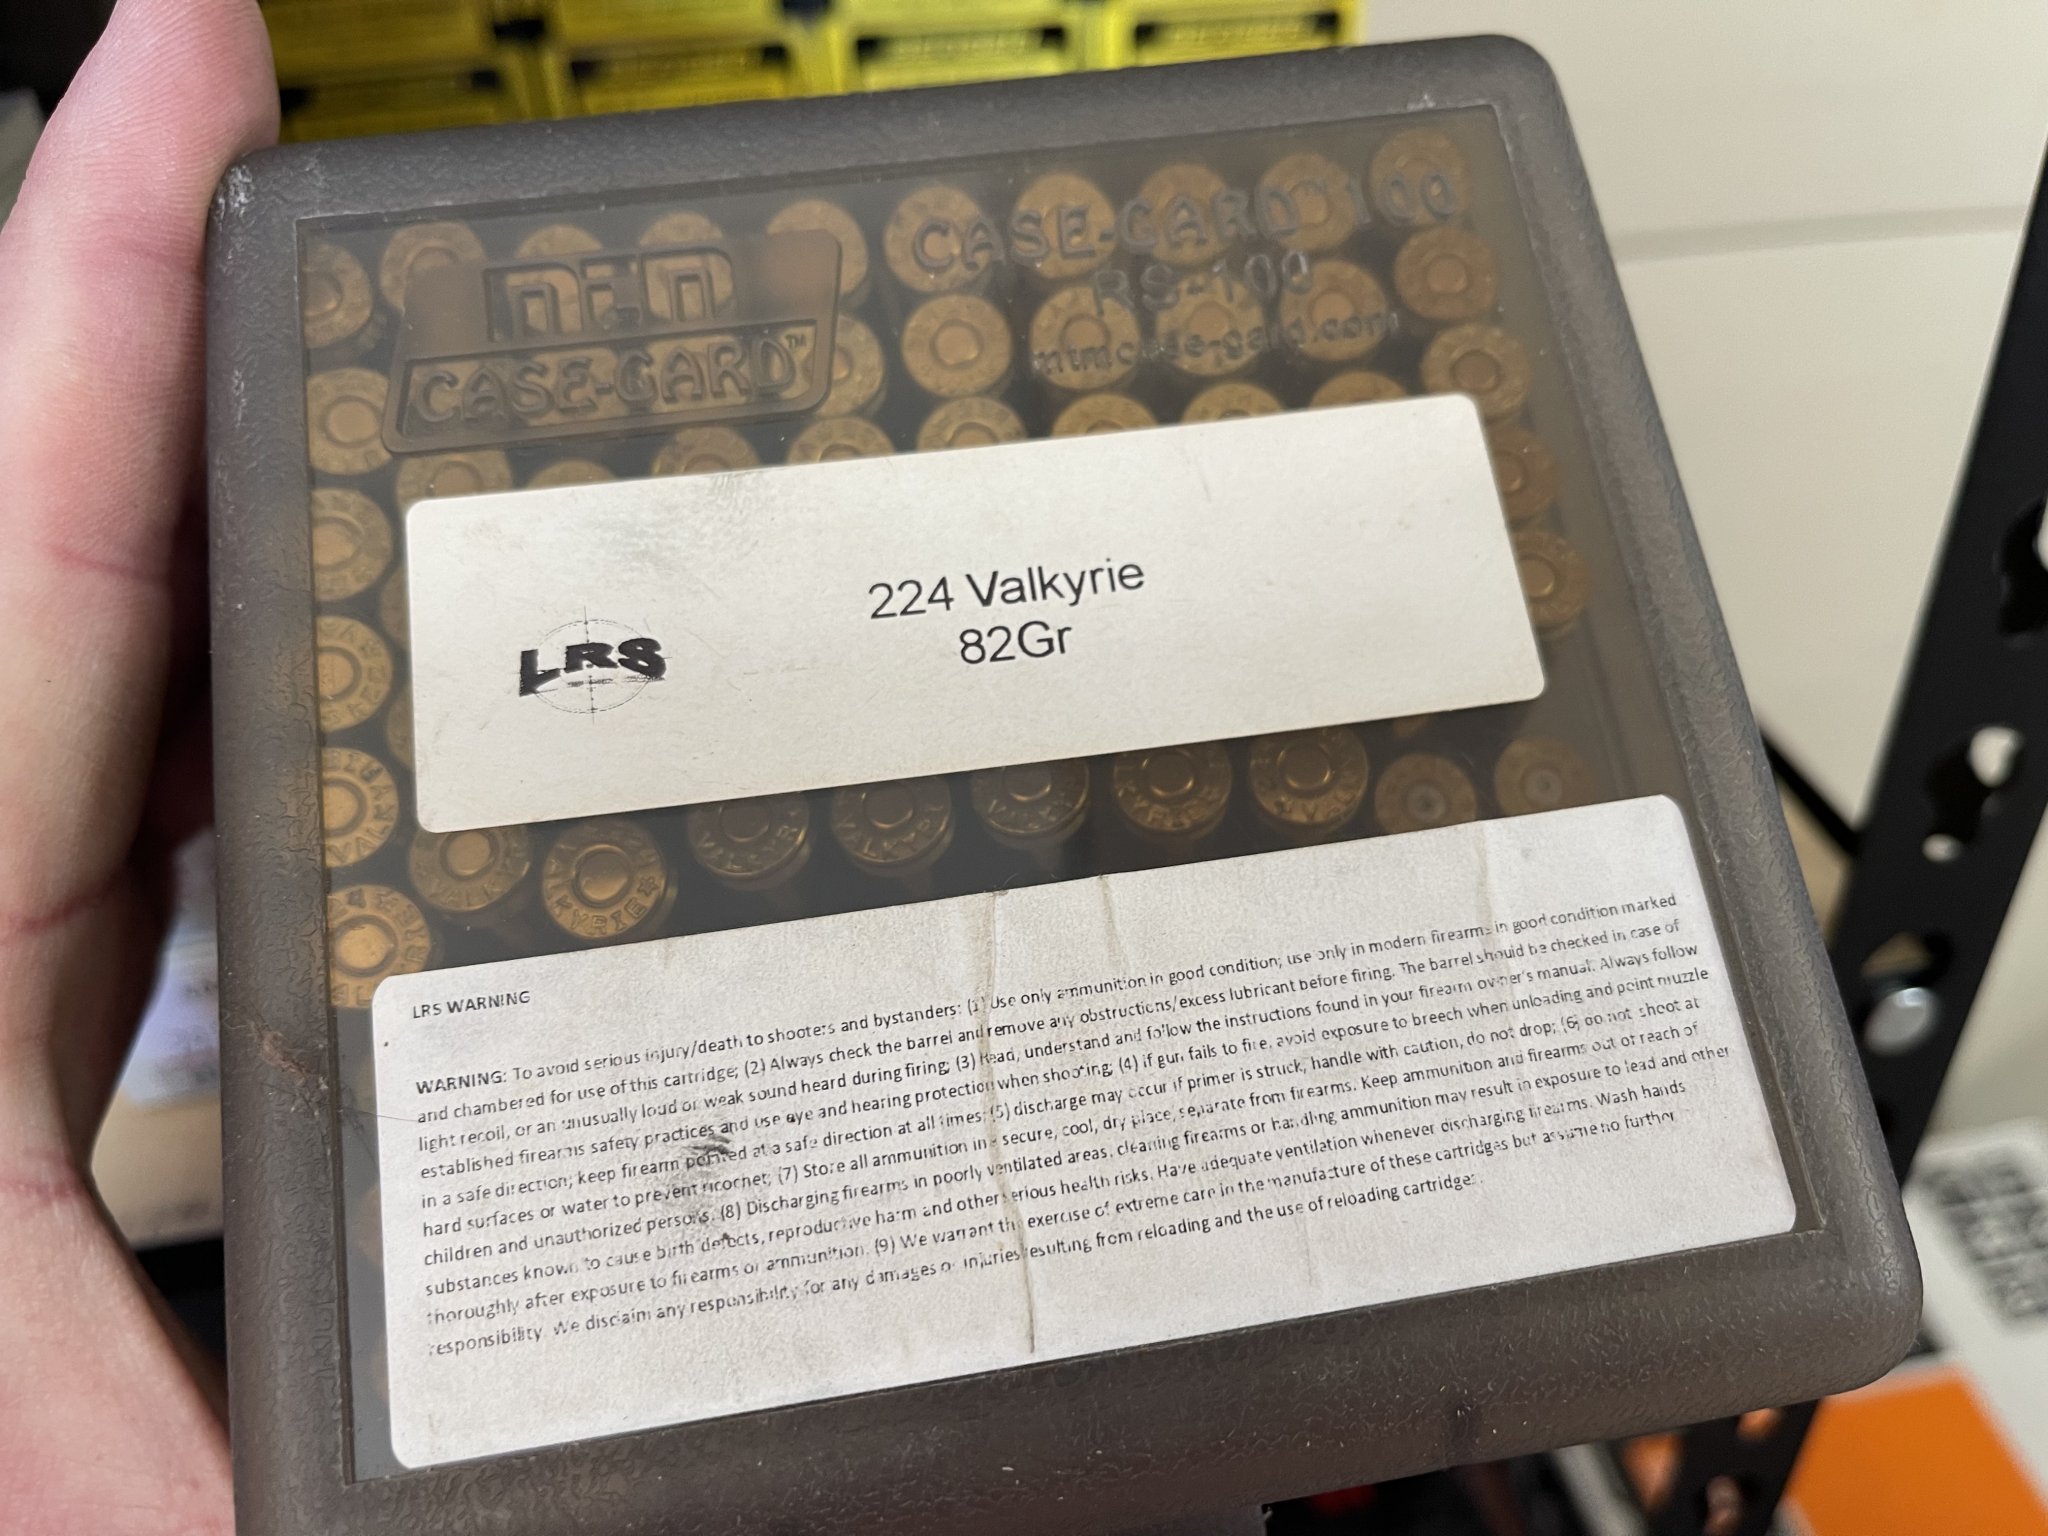 mtm
CASE-GARD™
CASE-GARD™ 100
RS-100
mtmcase-gard.com
224 Valkyrie
82Gr
LRS
LRS WARNING
WARNING: To avoid serious injury/death to shooters and bystanders: (1) Use only ammunition in good condition; use only in modern firearms in good condition marked
and chambered for use of this cartridge; (2) Always check the barrel and remove any obstructions/excess lubricant before firing. The barrel should be checked in case of
light recoil, or an unusually loud or weak sound heard during firing; (3) Read, understand and follow the instructions found in your firearm owner's manual. Always follow
established firearms safety practices and use eye and hearing protection when shooting; (4) if gun fails to fire, avoid exposure to breech when unloading and point muzzle
in a safe direction; keep firearm pointed at a safe direction at all times; (5) discharge may occur if primer is struck, handle with caution, do not drop; (6) do not shoot at
hard surfaces or water to prevent ricochet; (7) Store all ammunition in a secure, cool, dry place, separate from firearms. Keep ammunition and firearms out of reach of
children and unauthorized persons. (8) Discharging firearms in poorly ventilated areas, cleaning firearms or handling ammunition may result in exposure to lead and other
substances known to cause birth defects, reproductive harm and other serious health risks. Have adequate ventilation whenever discharging firearms. Wash hands
thoroughly after exposure to firearms or ammunition. (9) We warrant the exercise of extreme care in the manufacture of these cartridges but assume no further
responsibility. We disclaim any responsibility for any damages or injuries resulting from reloading and the use of reloading cartridges.